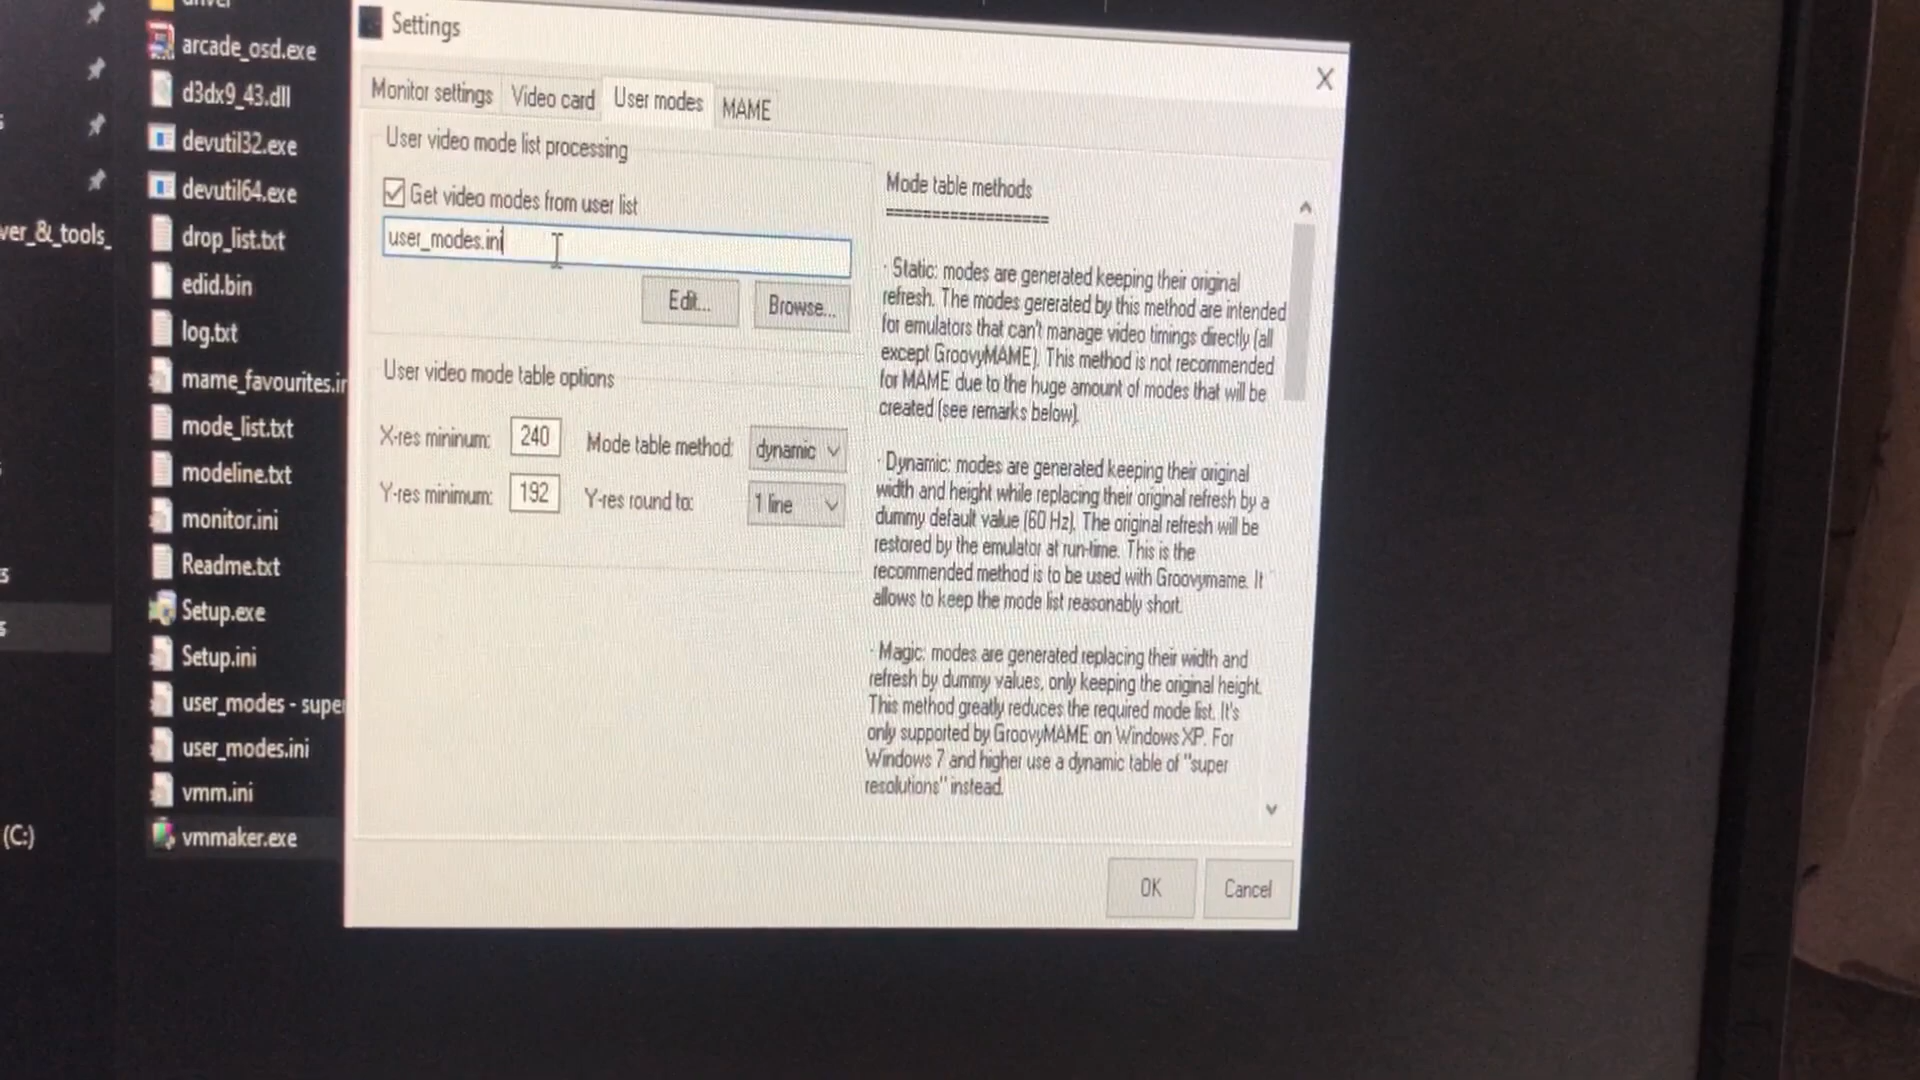 arcade_osd.exe
d3dx9_43.dll
devutil32.exe
devutil64.exe
ver_&_tools_
drop_list.txt
edid.bin
log.txt
mame_favourites.in
mode_list.txt
modeline.txt
monitor.ini
Readme.txt
Setup.exe
Setup.ini
user_modes - super
user_modes.ini
vmm.ini
(C:)
vmmaker.exe
Settings
X
Monitor settings
Video card
User modes
MAME
User video mode list processing
Get video modes from user list
user_modes.ini
Edit...
Browse...
User video mode table options
X-res mininum:
240
Mode table method:
dynamic
Y-res minimum:
192
Y-res round to:
1 line
Mode table methods
==================
· Static: modes are generated keeping their original
refresh. The modes gererated by this method are intended
for emulators that can't manage video timings directly (all
except GroovyMAME). This method is not recommended
for MAME due to the huge amount of modes that will be
created (see remarks below).
· Dynamic: modes are generated keeping their original
width and height while replacing their original refresh by a
dummy default value (60 Hz). The original refresh will be
restored by the emulator at run-time. This is the
recommended method is to be used with Groovymame. It
allows to keep the mode list reasonably short.
· Magic: modes are generated replacing their width and
refresh by dummy values, only keeping the original height.
This method greatly reduces the required mode list. It's
only supported by GroovyMAME on Windows XP. For
Windows 7 and higher use a dynamic table of "super
resolutions" instead.
OK
Cancel